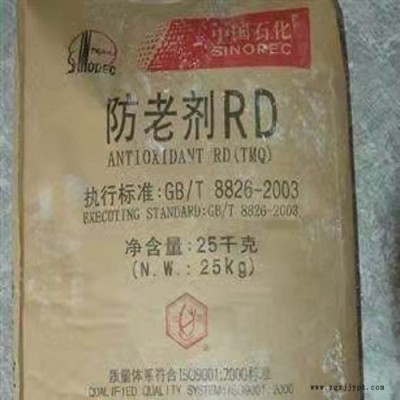 中国石化
SINOPEC
SINOPEC
防老剂RD
ANTIOXIDANT RD(TMQ)
执行标准:GB/T 8826-2003
EXECUTING STANDARD:GB/T 8826-2003
净含量:25千克
(N.W.:25kg)
质量体系符合ISO9001:2000标准
QUALIFIED QUALITY SYSTEM:ISO9001:2000